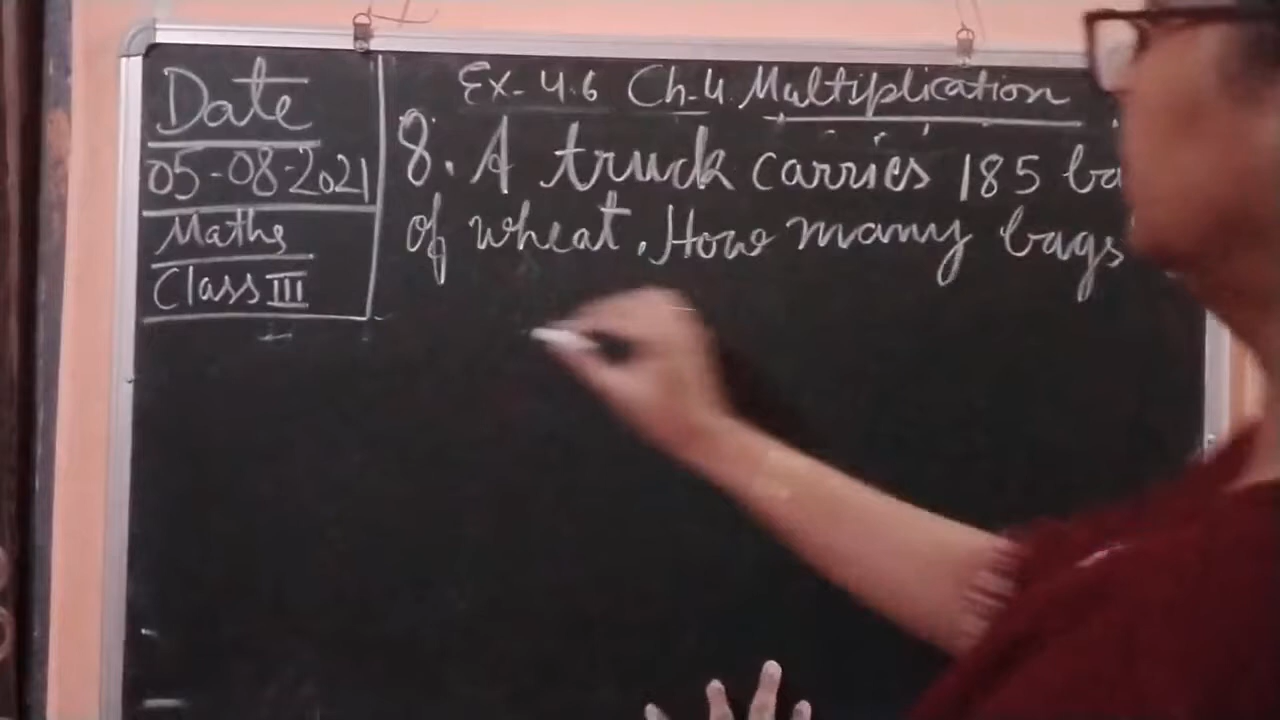 Date
05-08-2021
Maths
Class III
Ex-4.6 Ch-4. Multiplication
8. A truck carries 185 ba
of wheat. How many bags